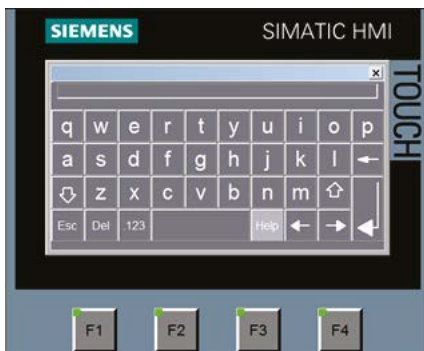 SIEMENS
SIMATIC HMI
TOUCH
q w e r t y u i o p
a s d f g h j k l
z x c v b n m
Esc Del .123 Help
F1 F2 F3 F4